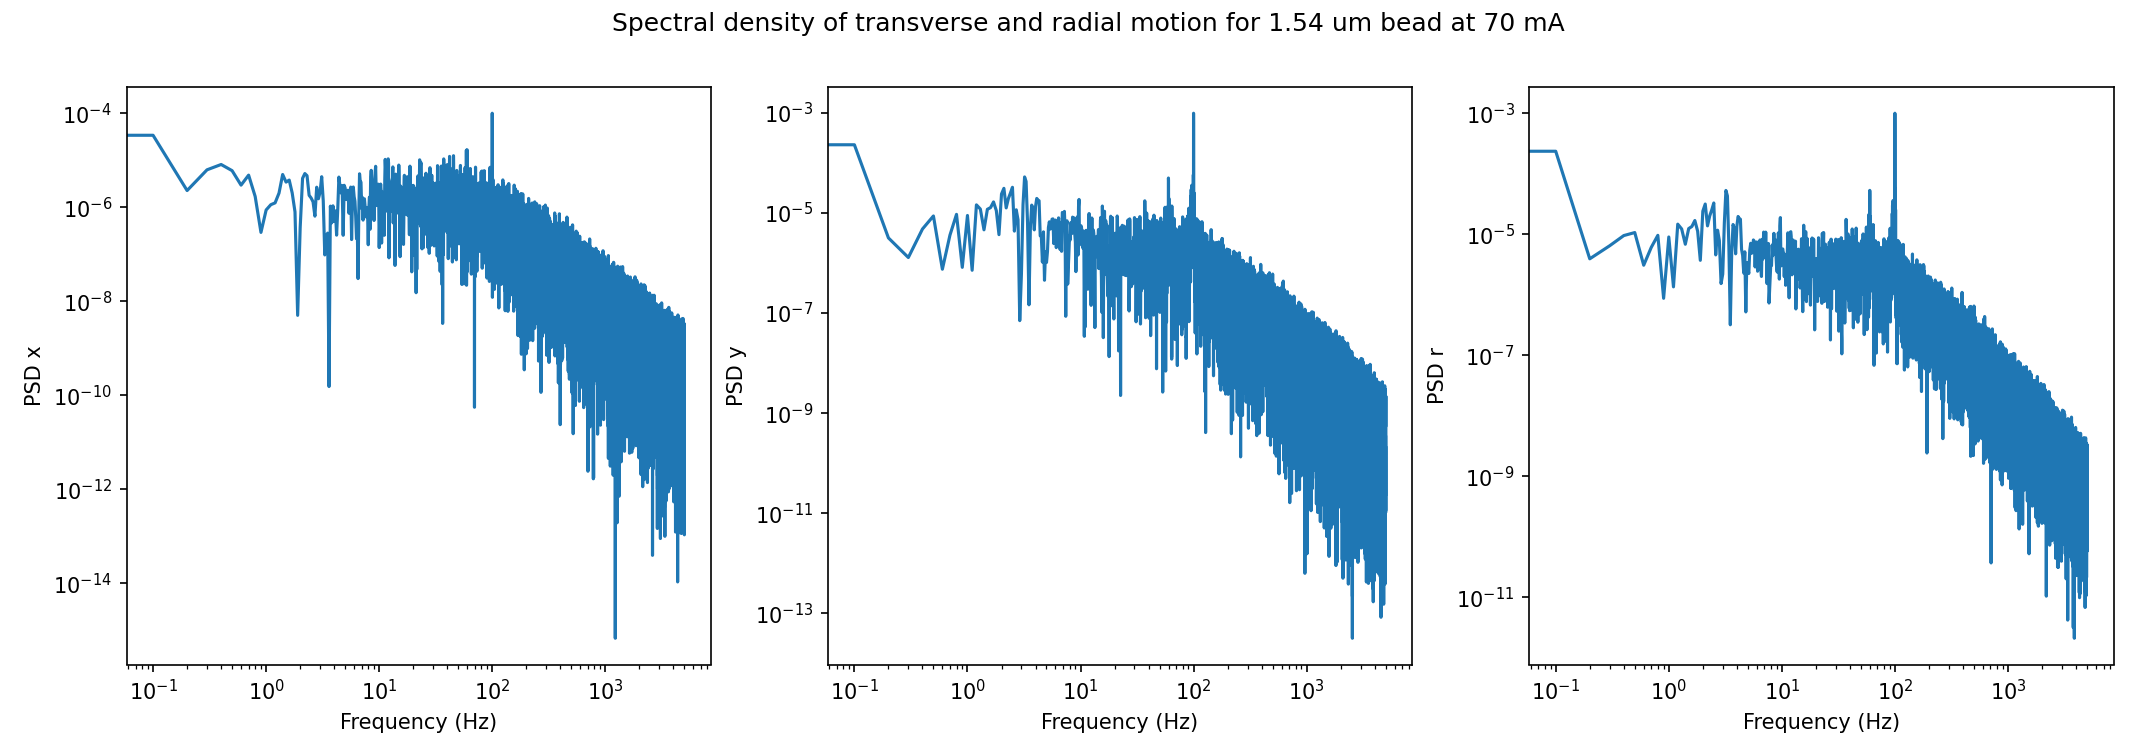 Spectral density of transverse and radial motion for 1.54 um bead at 70 mA
PSD x
10⁻⁴
10⁻⁶
10⁻⁸
10⁻¹⁰
10⁻¹²
10⁻¹⁴
10⁻¹ 10⁰ 10¹ 10² 10³
Frequency (Hz)
PSD y
10⁻³
10⁻⁵
10⁻⁷
10⁻⁹
10⁻¹¹
10⁻¹³
10⁻¹ 10⁰ 10¹ 10² 10³
Frequency (Hz)
PSD r
10⁻³
10⁻⁵
10⁻⁷
10⁻⁹
10⁻¹¹
10⁻¹ 10⁰ 10¹ 10² 10³
Frequency (Hz)